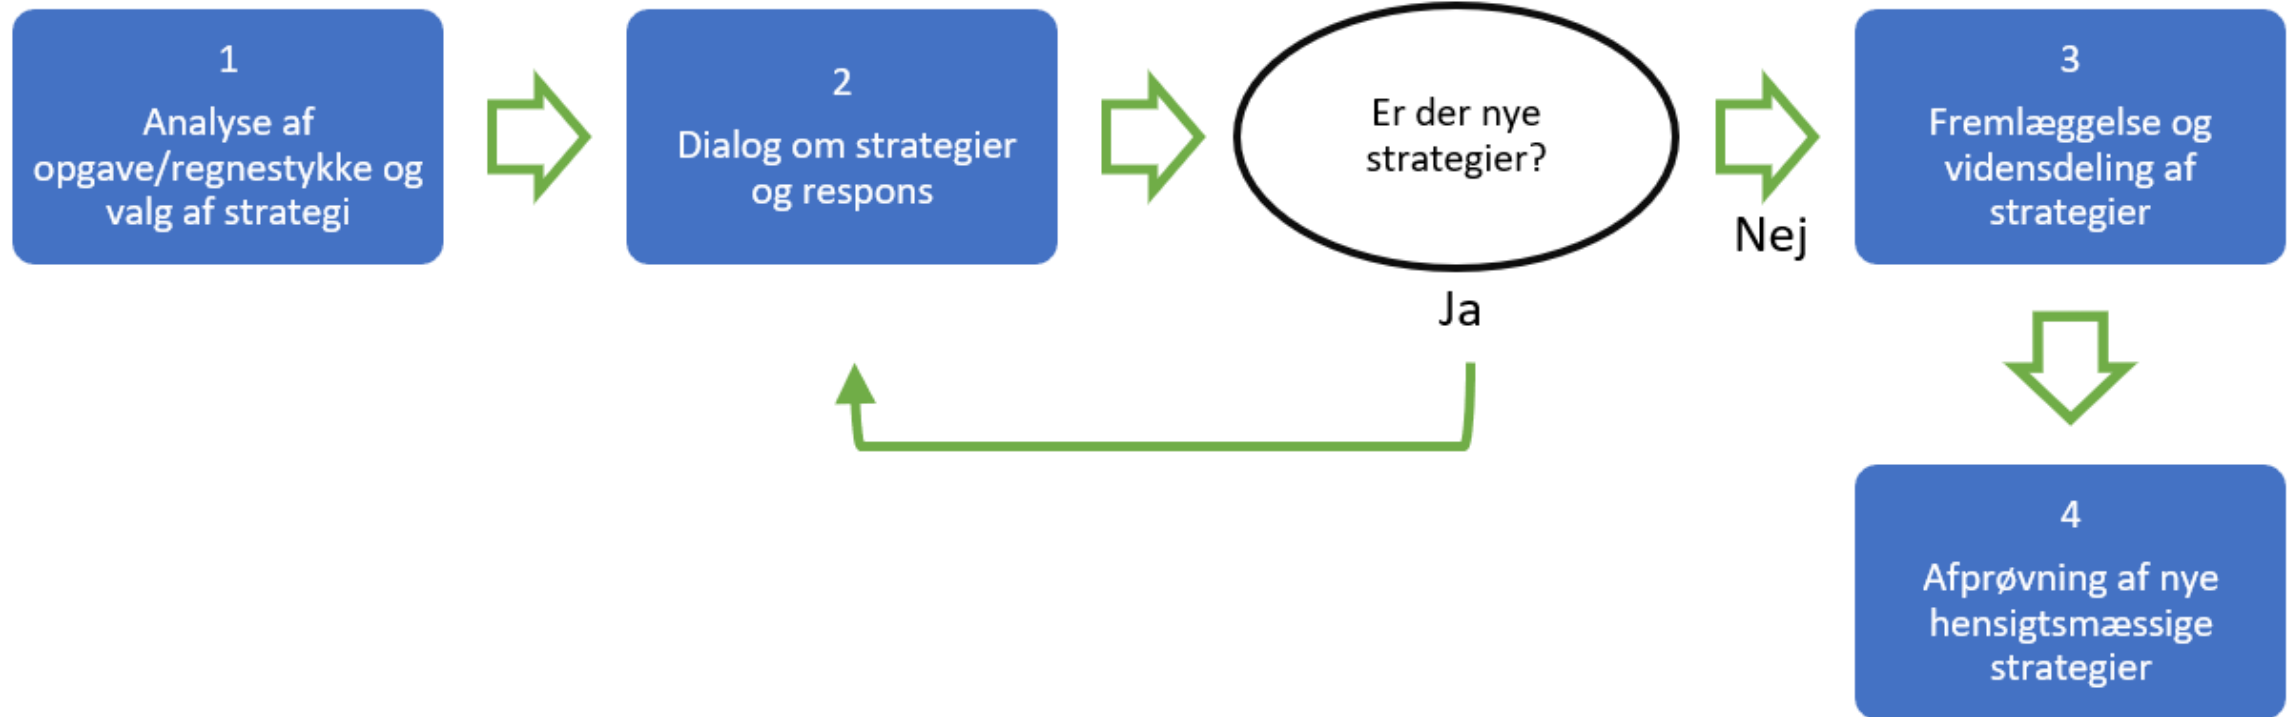 1
Analyse af
opgave/regnestykke og
valg af strategi
2
Dialog om strategier
og respons
Er der nye
strategier?
Ja
Nej
3
Fremlæggelse og
vidensdeling af
strategier
4
Afprøvning af nye
hensigtsmæssige
strategier